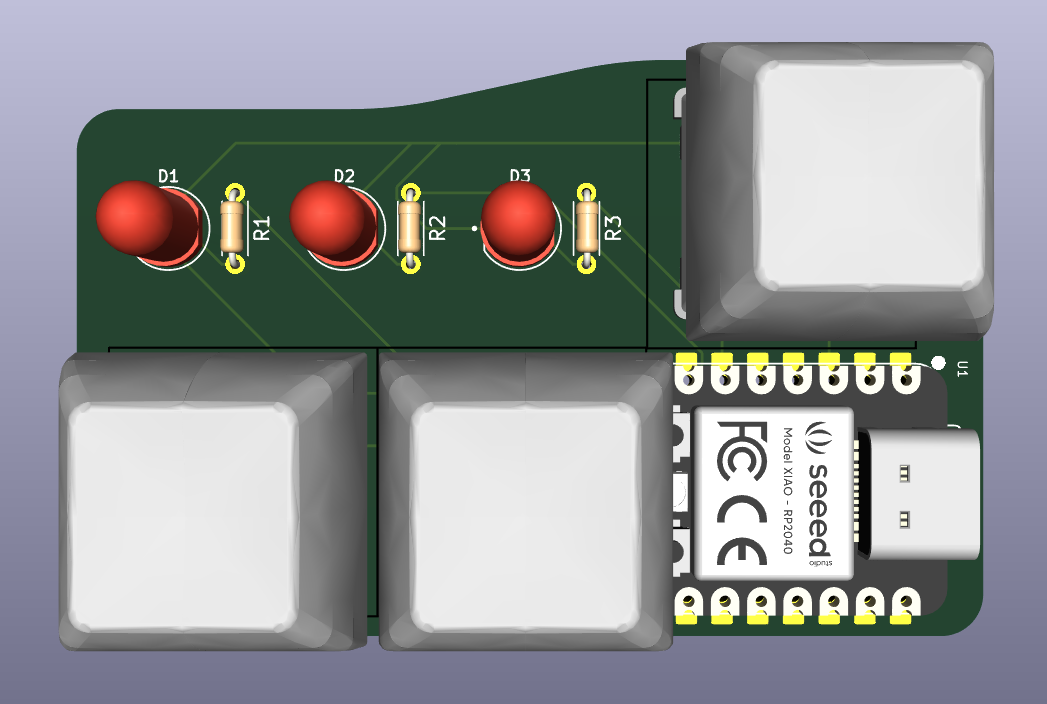 D1
D2
D3
R1
R2
R3
U1
FC
CE
Model XIAO - RP2040
seeed
studio